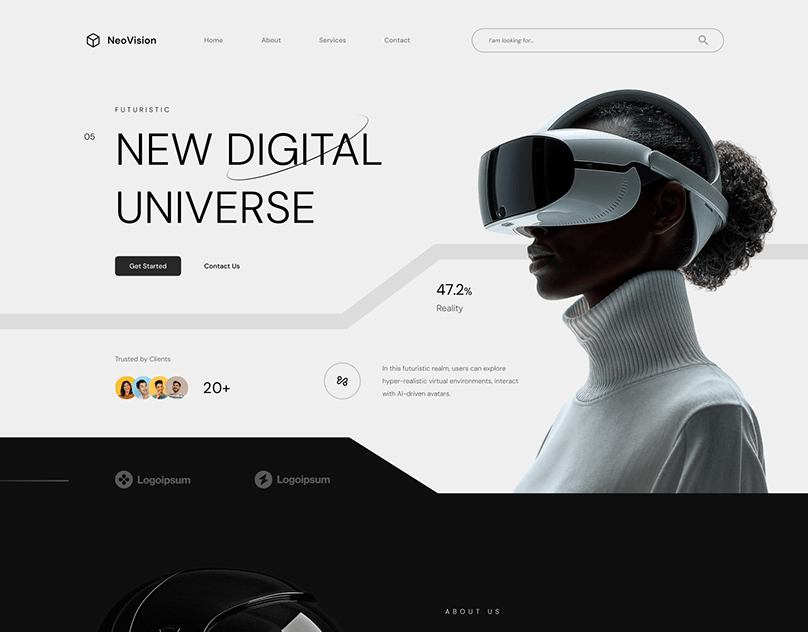 NeoVision
Home
About
Services
Contact
I'am looking for...
FUTURISTIC
05
NEW DIGITAL
UNIVERSE
Get Started
Contact Us
47.2%
Reality
Trusted by Clients
20+
In this futuristic realm, users can explore
hyper-realistic virtual environments, interact
with AI-driven avatars.
Logoipsum
Logoipsum
ABOUT US